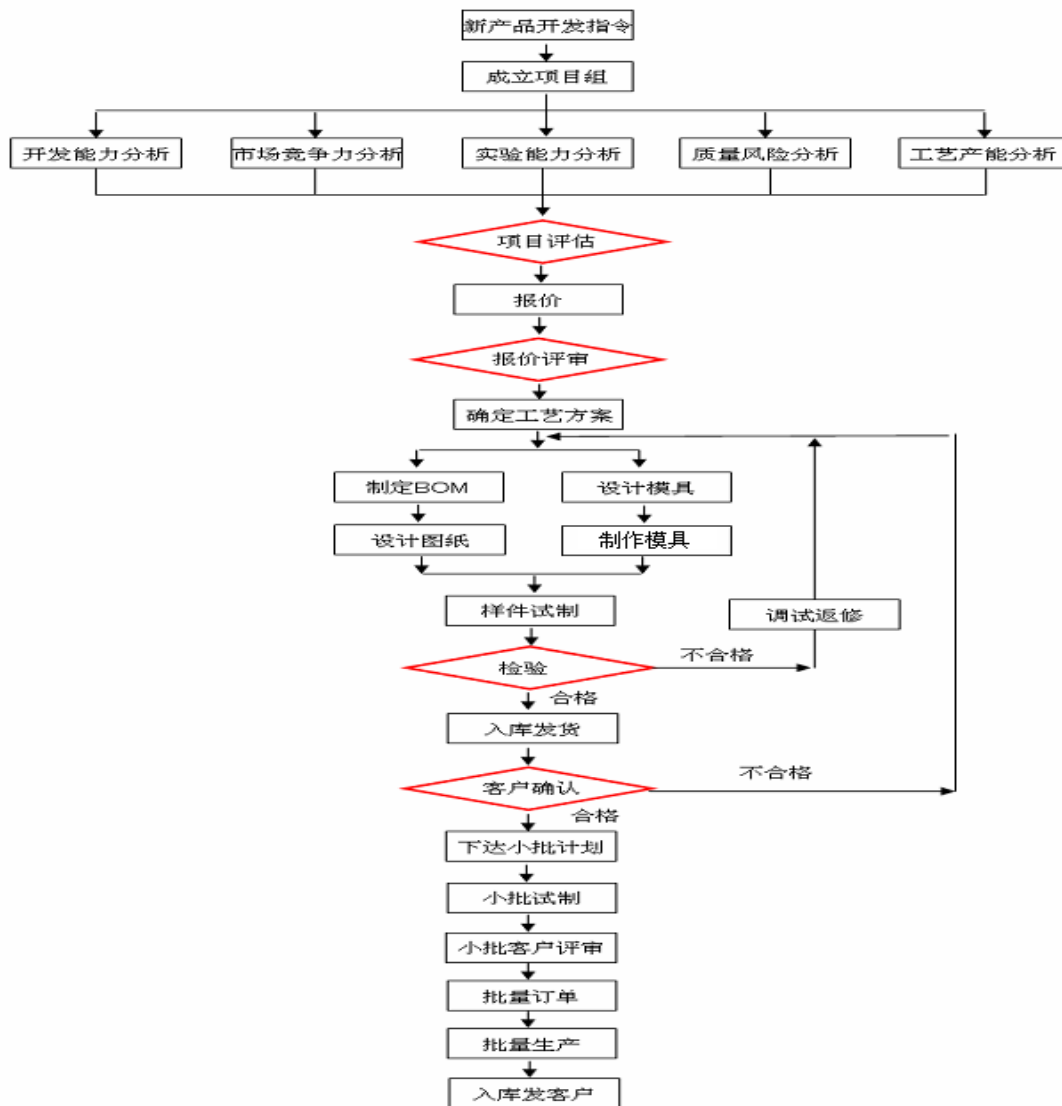 新产品开发指令
成立项目组
开发能力分析
市场竞争力分析
实验能力分析
质量风险分析
工艺产能分析
项目评估
报价
报价评审
确定工艺方案
制定BOM
设计模具
设计图纸
制作模具
样件试制
调试返修
检验
不合格
合格
入库发货
客户确认
不合格
合格
下达小批计划
小批试制
小批客户评审
批量订单
批量生产
入库发客户